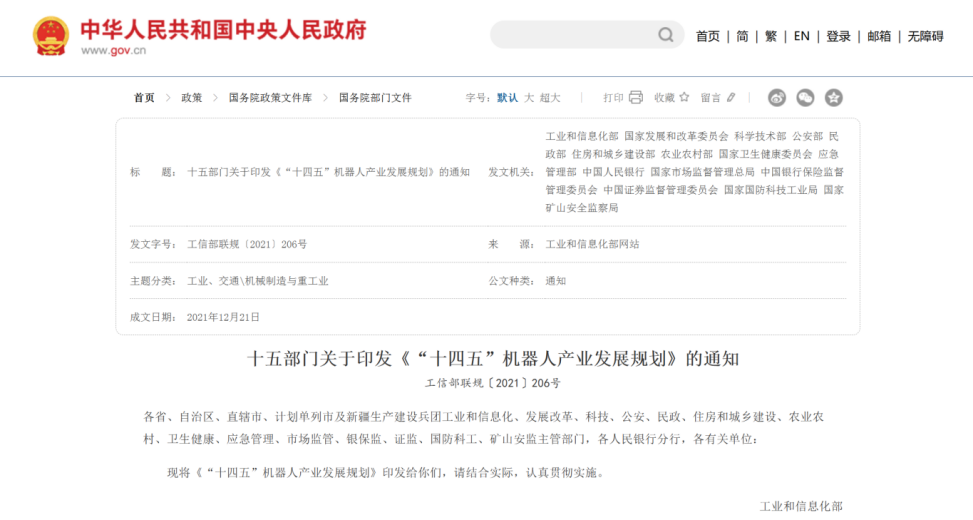 中华人民共和国中央人民政府
www.gov.cn
首页 | 简 | 繁 | EN | 登录 | 邮箱 | 无障碍
首页 > 政策 > 国务院政策文件库 > 国务院部门文件 字号：默认 大 超大 | 打印 收藏 留言 |
标 题： 十五部门关于印发《“十四五”机器人产业发展规划》的通知
发文机关： 工业和信息化部 国家发展和改革委员会 科学技术部 公安部 民
政部 住房和城乡建设部 农业农村部 国家卫生健康委员会 应急
管理部 中国人民银行 国家市场监督管理总局 中国银行保险监督
管理委员会 中国证券监督管理委员会 国家国防科技工业局 国家
矿山安全监察局
发文字号： 工信部联规〔2021〕206号
来 源： 工业和信息化部网站
主题分类： 工业、交通\机械制造与重工业
公文种类： 通知
成文日期： 2021年12月21日
十五部门关于印发《“十四五”机器人产业发展规划》的通知
工信部联规〔2021〕206号
各省、自治区、直辖市、计划单列市及新疆生产建设兵团工业和信息化、发展改革、科技、公安、民政、住房和城乡建设、农业农
村、卫生健康、应急管理、市场监管、银保监、证监、国防科工、矿山安监主管部门，各人民银行分行，各有关单位：
现将《“十四五”机器人产业发展规划》印发给你们，请结合实际，认真贯彻实施。
工业和信息化部